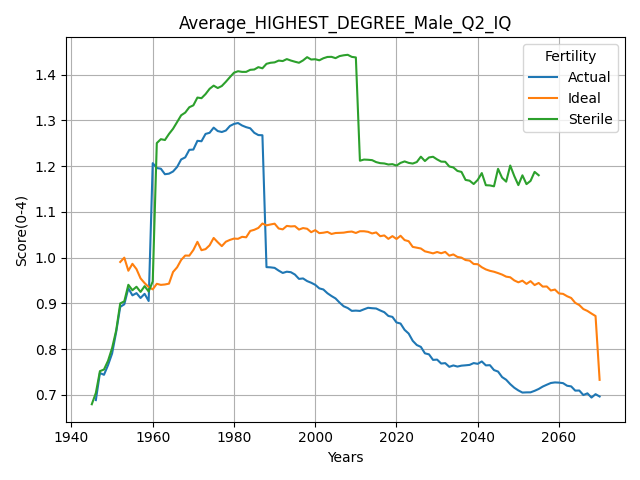 Average_HIGHEST_DEGREE_Male_Q2_IQ
Score(0-4)
1.4
1.3
1.2
1.1
1.0
0.9
0.8
0.7
Fertility
Actual
Ideal
Sterile
1940 1960 1980 2000 2020 2040 2060
Years